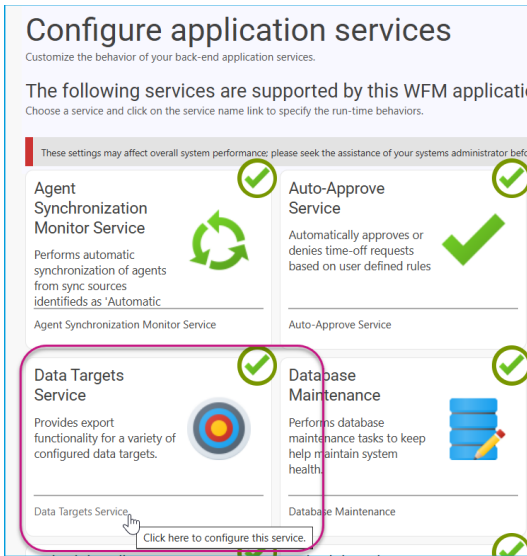 Configure application services
Customize the behavior of your back-end application services.
The following services are supported by this WFM applicati
Choose a service and click on the service name link to specify the run-time behaviors.
These settings may affect overall system performance; please seek the assistance of your systems administrator befo
Agent
Synchronization
Monitor Service
Performs automatic
synchronization of agents
from sync sources
identifieds as 'Automatic
Agent Synchronization Monitor Service
Auto-Approve
Service
Automatically approves or
denies time-off requests
based on user defined rules
Auto-Approve Service
Data Targets
Service
Provides export
functionality for a variety of
configured data targets.
Data Targets Service
Click here to configure this service.
Database
Maintenance
Performs database
maintenance tasks to keep
help maintain system
health.
Database Maintenance